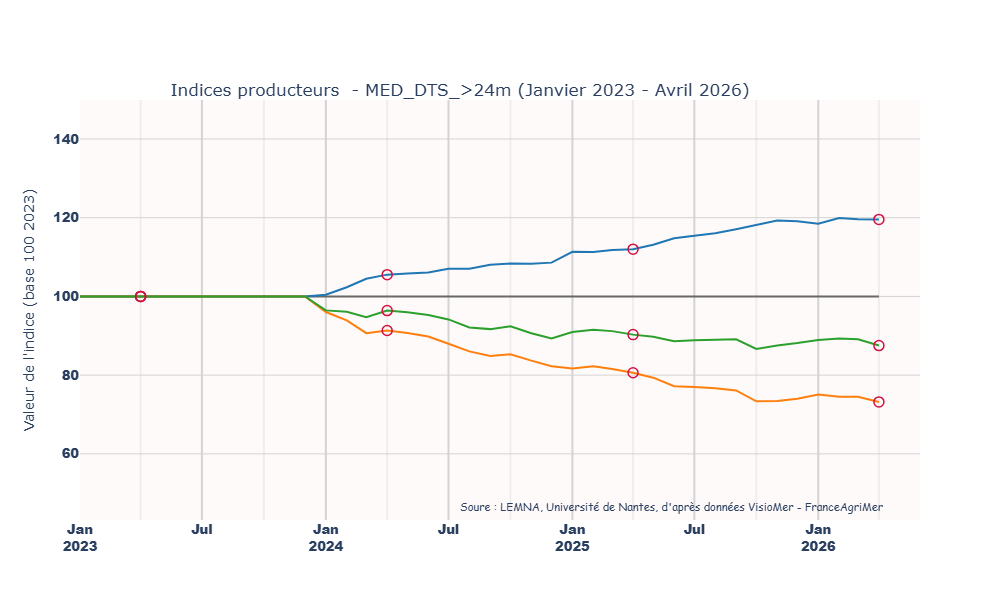 Indices producteurs  - MED_DTS_>24m (Janvier 2023 - Avril 2026)
Valeur de l'indice (base 100 2023)
140
120
100
80
60
Soure : LEMNA, Université de Nantes, d'après données VisioMer - FranceAgriMer
Jan Jul Jan Jul Jan Jul Jan
2023 2024 2025 2026